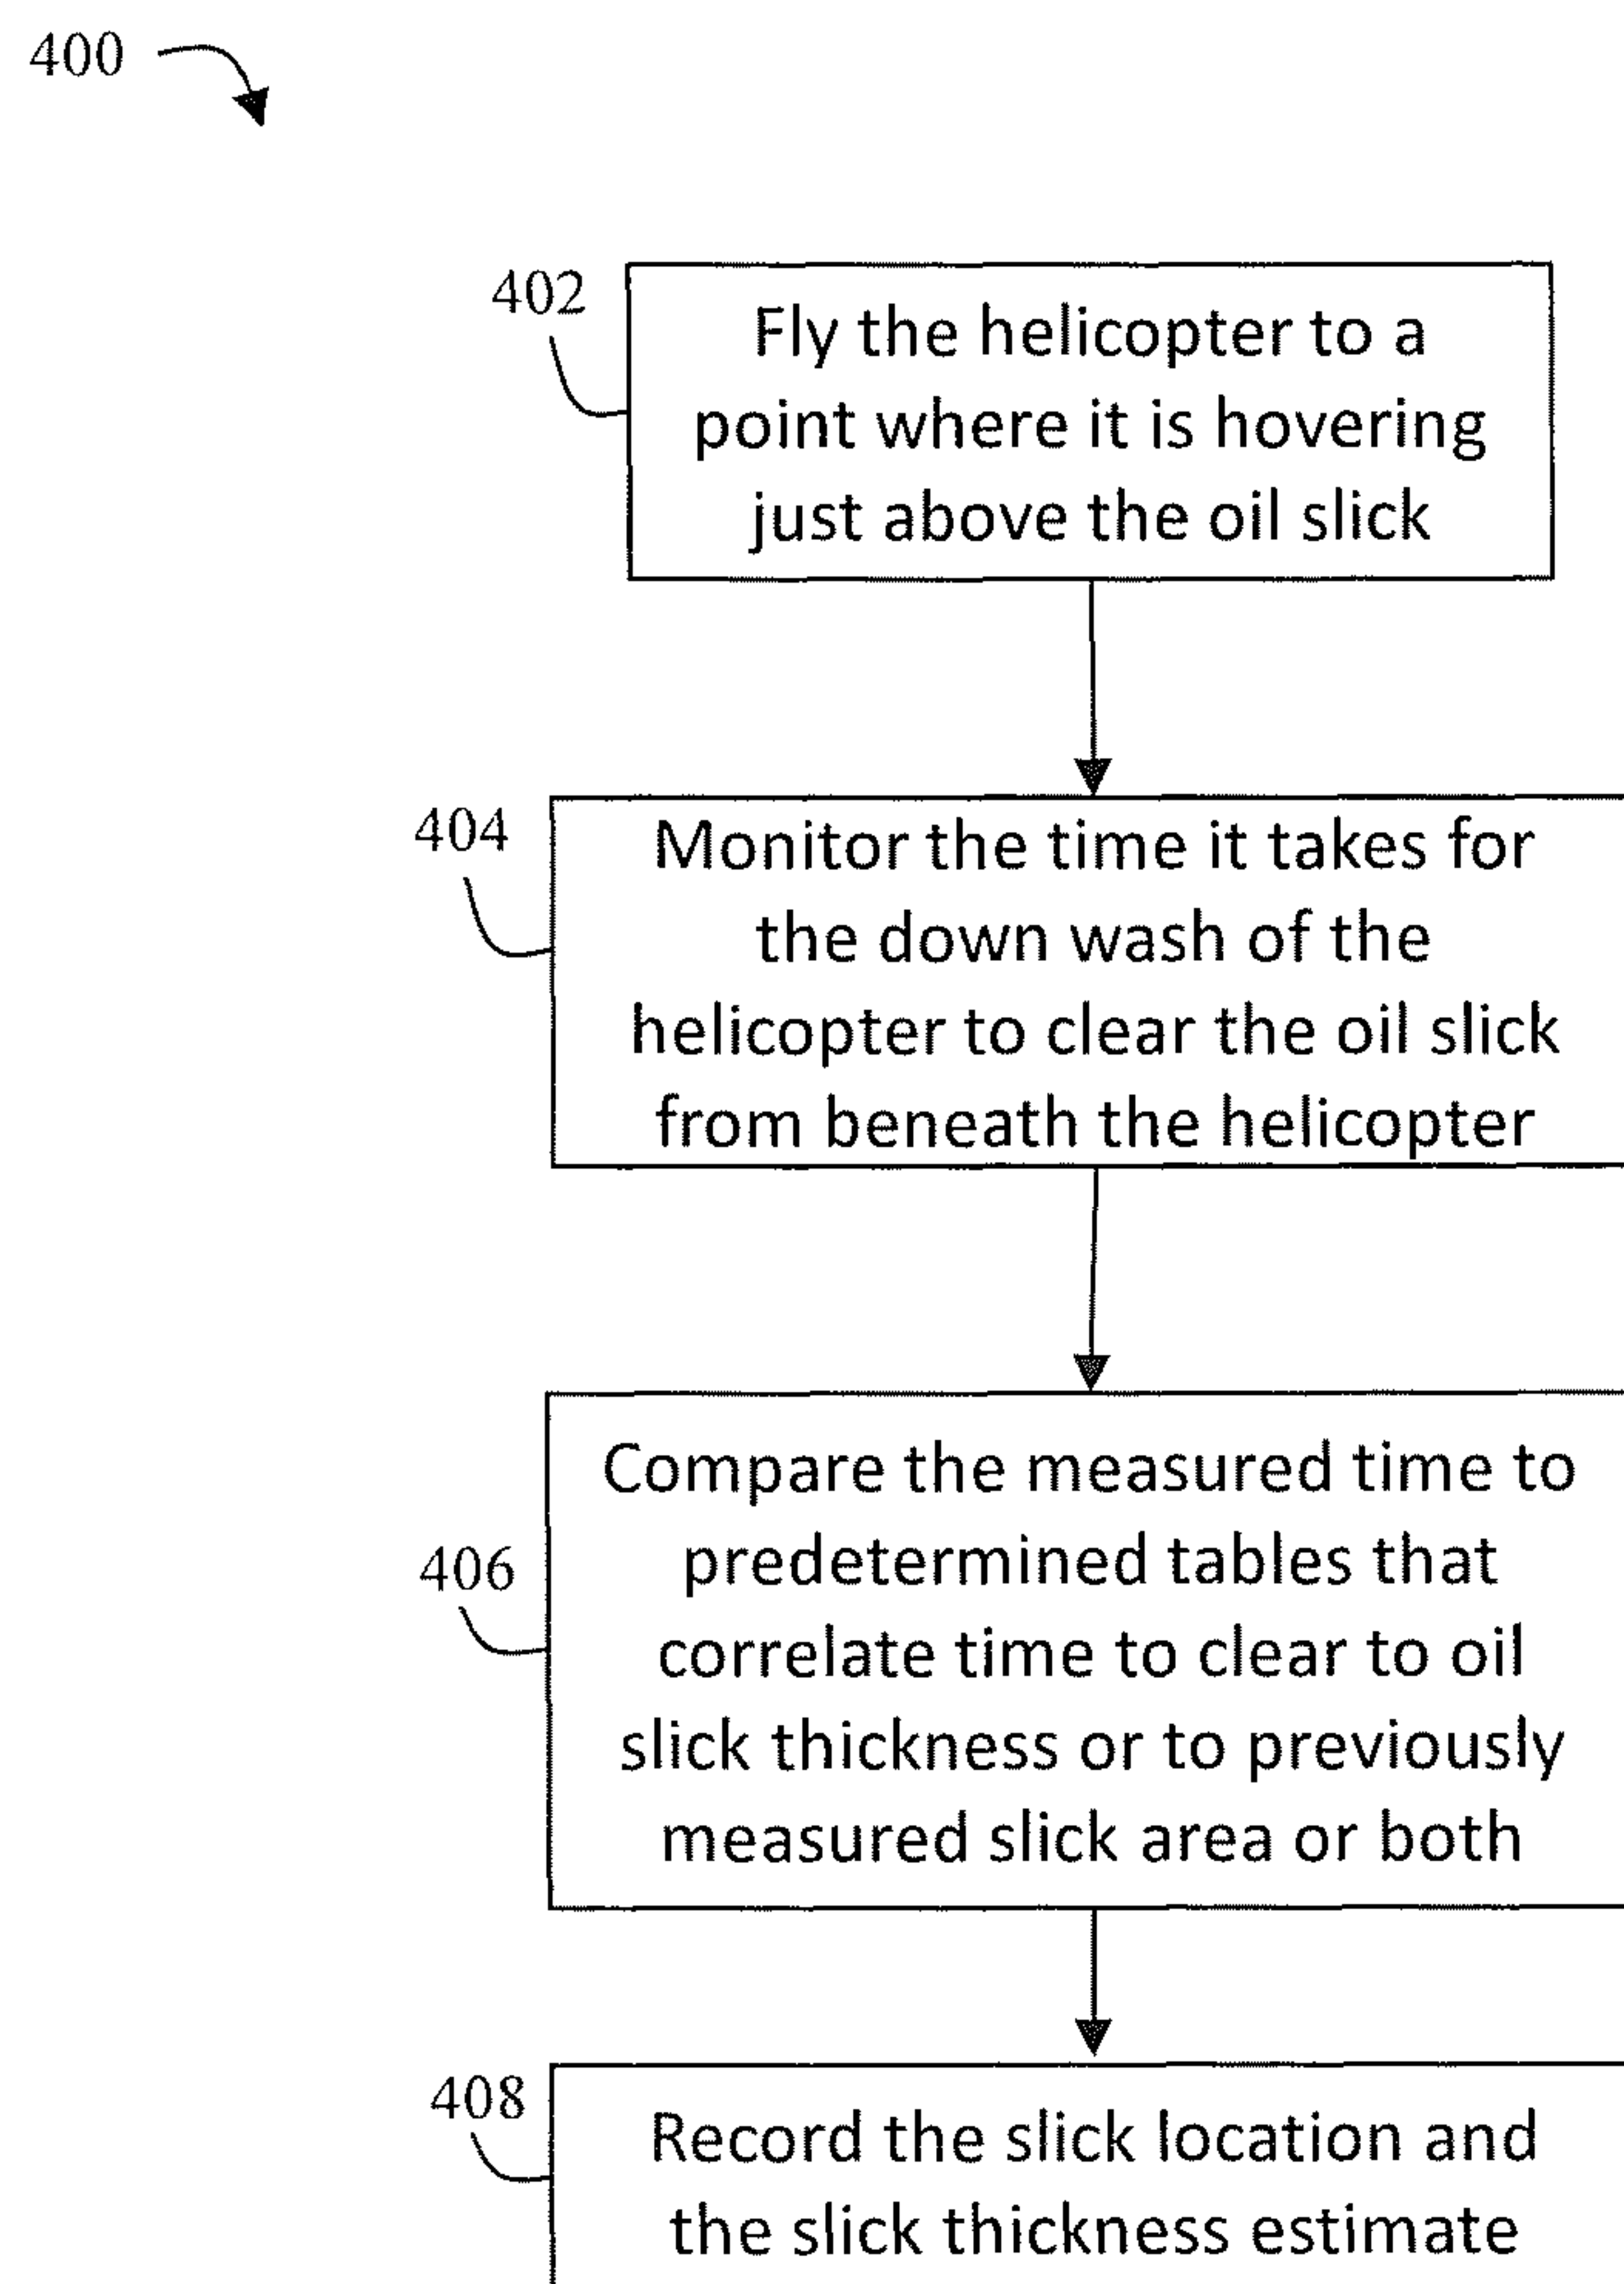 400
402
Fly the helicopter to a
point where it is hovering
just above the oil slick
404
Monitor the time it takes for
the down wash of the
helicopter to clear the oil slick
from beneath the helicopter
406
Compare the measured time to
predetermined tables that
correlate time to clear to oil
slick thickness or to previously
measured slick area or both
408
Record the slick location and
the slick thickness estimate